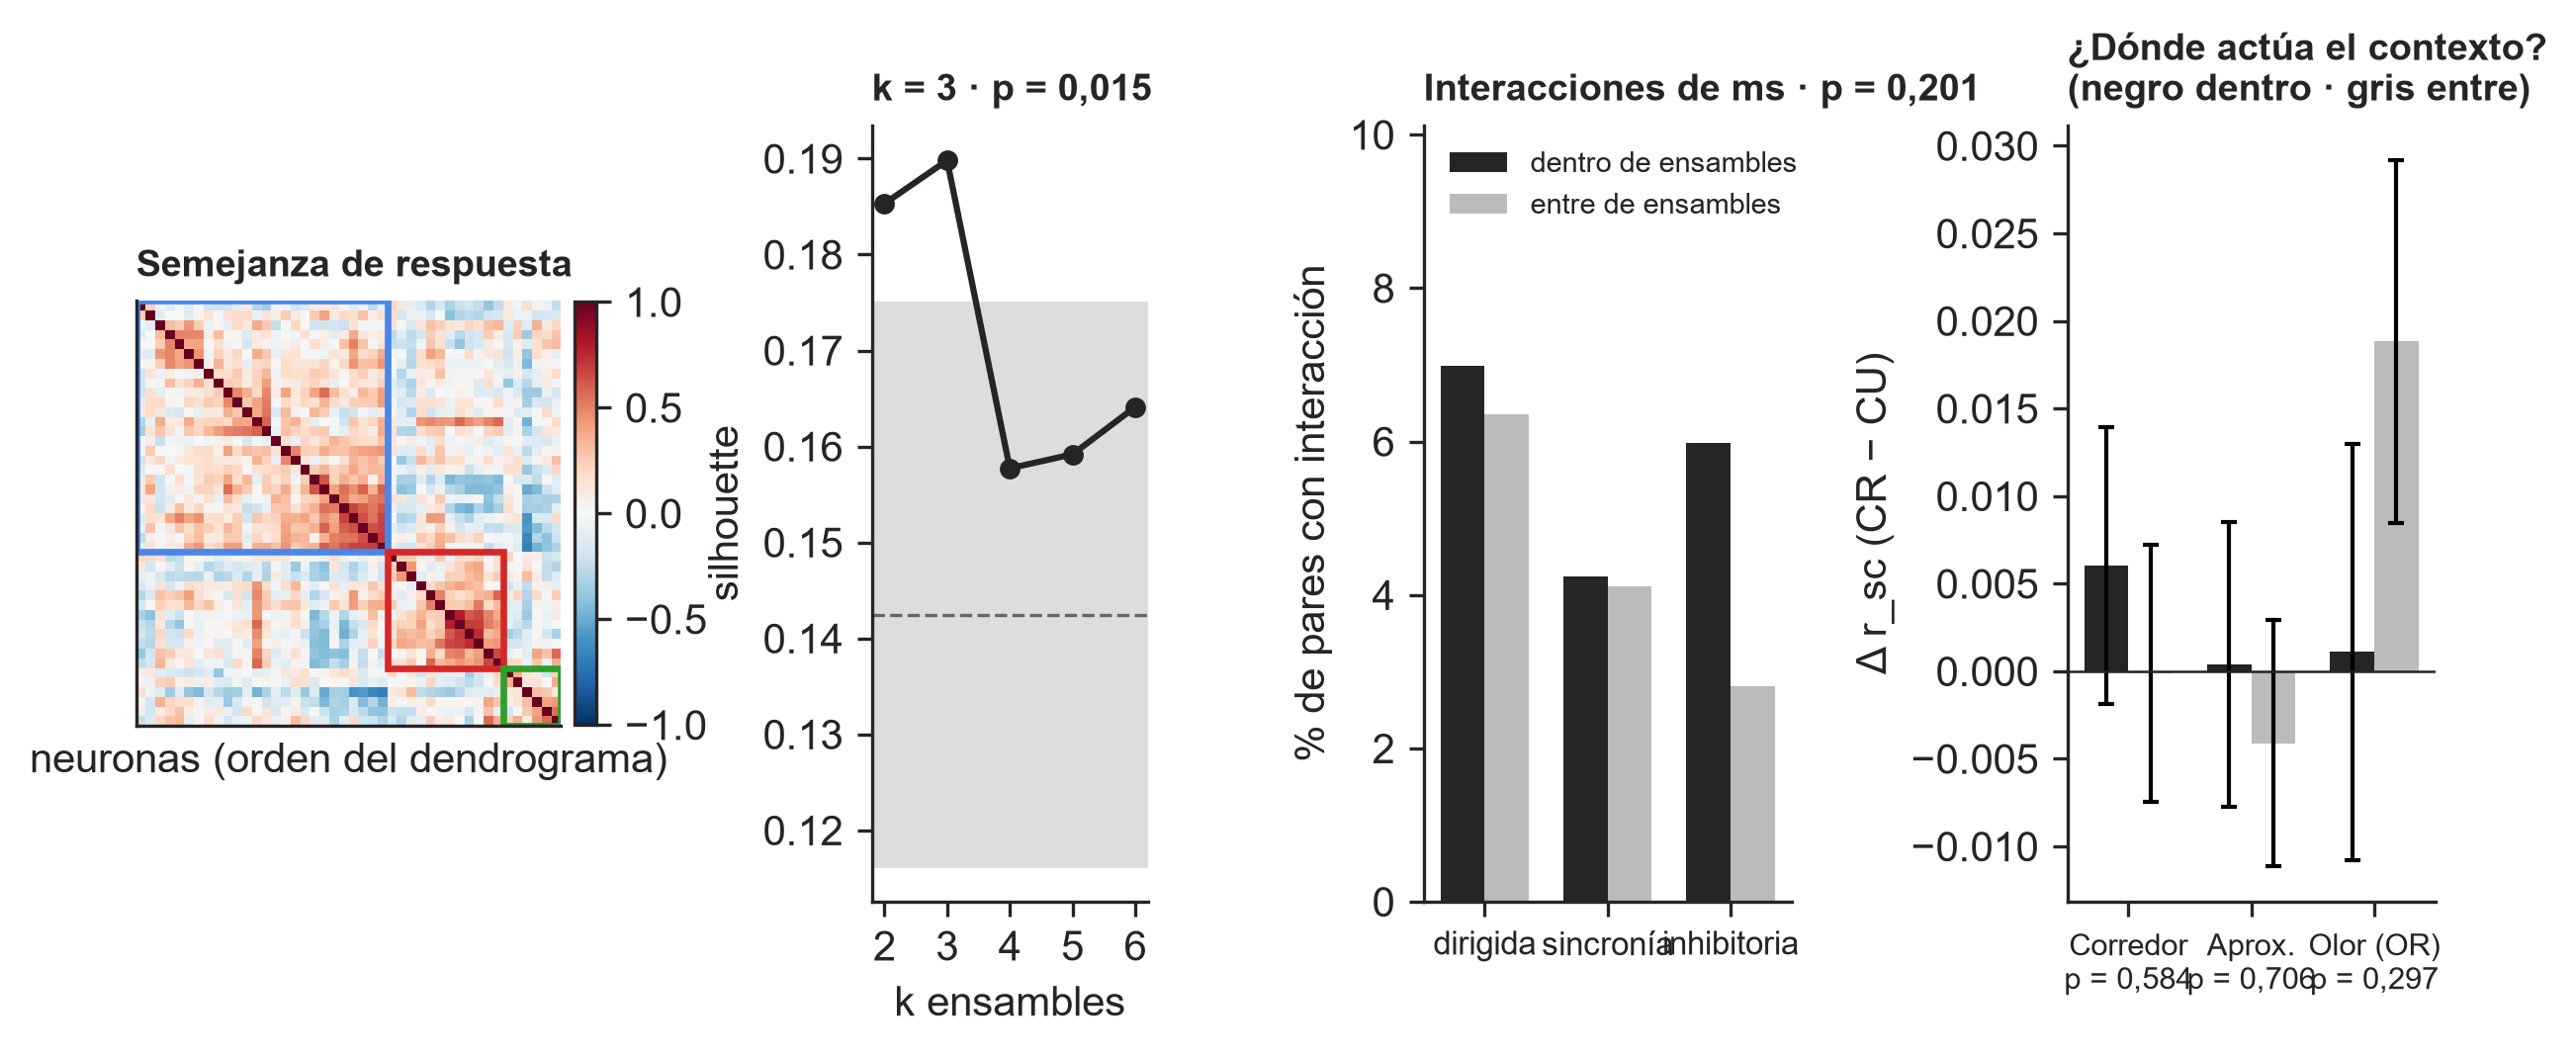 Semejanza de respuesta
1.0
0.5
0.0
−0.5
−1.0
neuronas (orden del dendrograma)
k = 3 · p = 0,015
silhouette
0.19
0.18
0.17
0.16
0.15
0.14
0.13
0.12
2 3 4 5 6
k ensambles
Interacciones de ms · p = 0,201
% de pares con interacción
10
8
6
4
2
0
dentro de ensambles
entre de ensambles
dirigida sincronía inhibitoria
¿Dónde actúa el contexto?
(negro dentro · gris entre)
Δ r_sc (CR − CU)
0.030
0.025
0.020
0.015
0.010
0.005
0.000
−0.005
−0.010
Corredor Aprox. Olor (OR)
p = 0,584 p = 0,706 p = 0,297